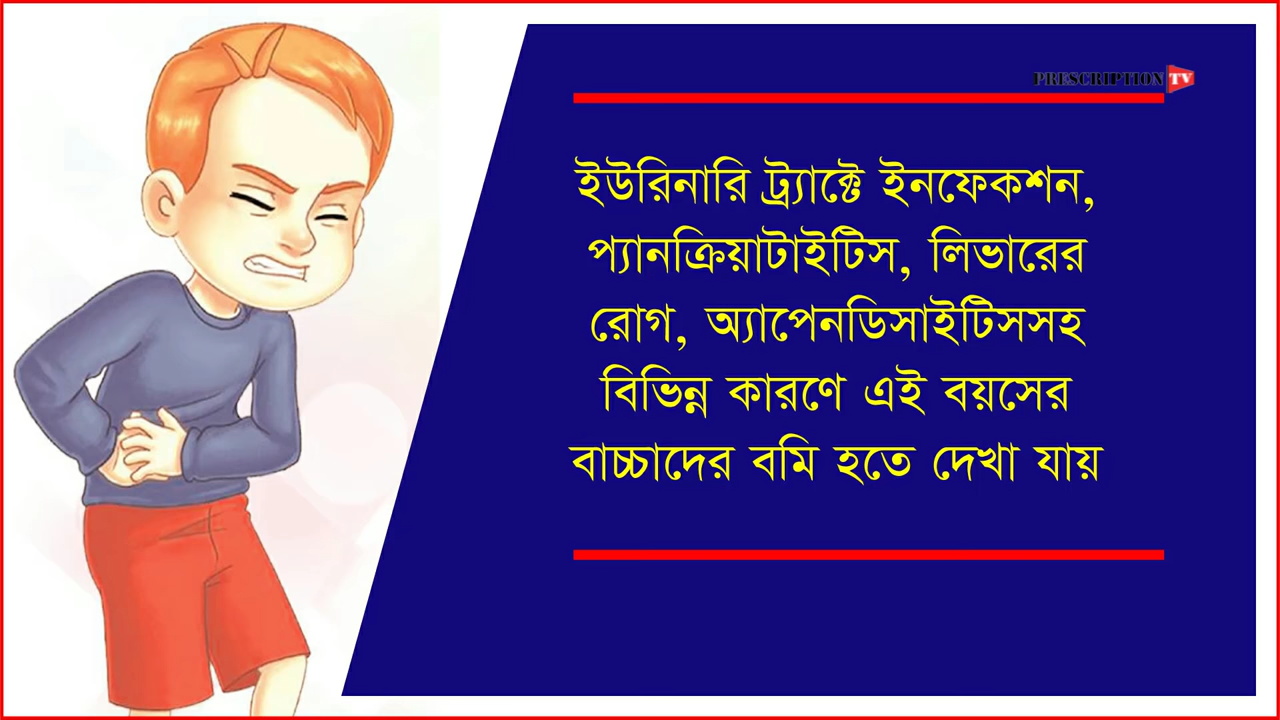 PRESCRIPTION TV
ইউরিনারি ট্র্যাক্টে ইনফেকশন,
প্যানক্রিয়াটাইটিস, লিভারের
রোগ, অ্যাপেনডিসাইটিসসহ
বিভিন্ন কারণে এই বয়সের
বাচ্চাদের বমি হতে দেখা যায়